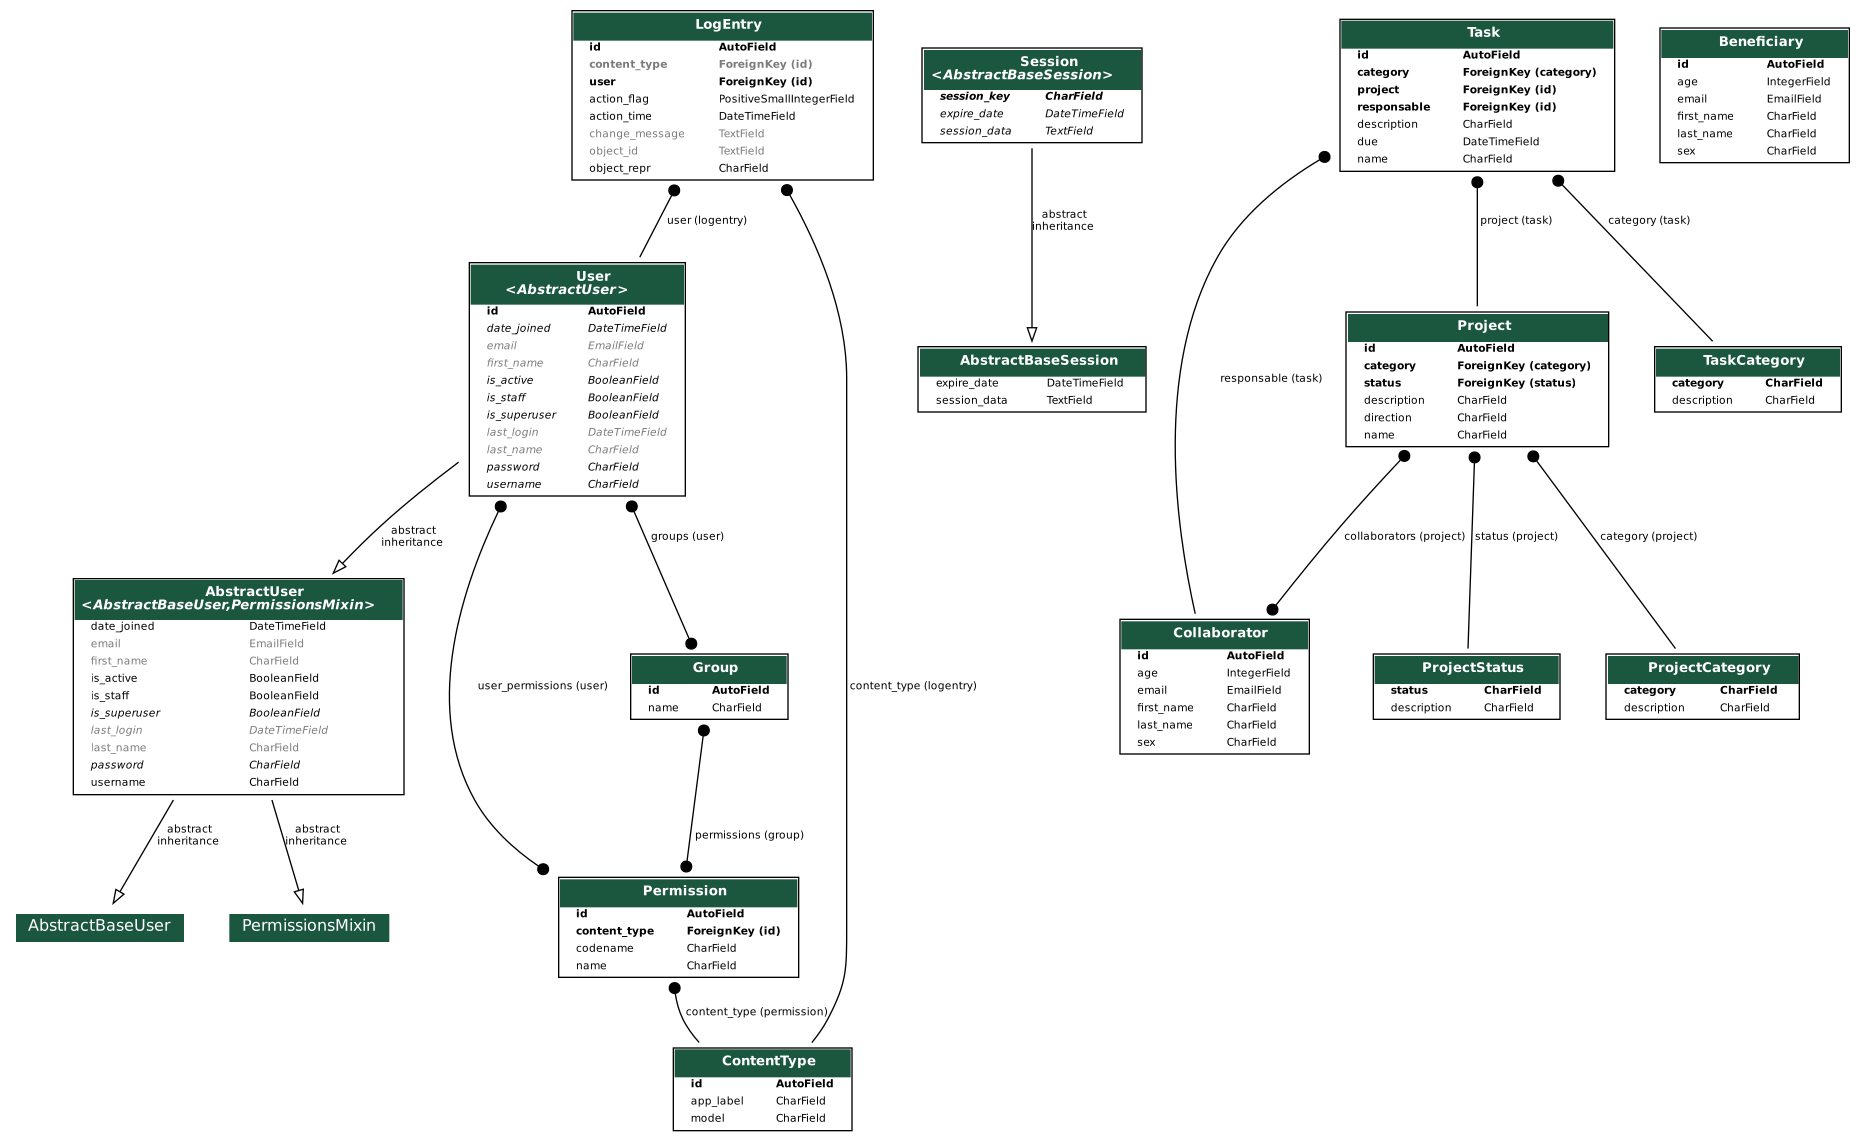 LogEntry
id AutoField
content_type ForeignKey (id)
user ForeignKey (id)
action_flag PositiveSmallIntegerField
action_time DateTimeField
change_message TextField
object_id TextField
object_repr CharField
Session
<AbstractBaseSession>
session_key CharField
expire_date DateTimeField
session_data TextField
Task
id AutoField
category ForeignKey (category)
project ForeignKey (id)
responsable ForeignKey (id)
description CharField
due DateTimeField
name CharField
Beneficiary
id AutoField
age IntegerField
email EmailField
first_name CharField
last_name CharField
sex CharField
user (logentry)
abstract
inheritance
project (task)
category (task)
User
<AbstractUser>
id AutoField
date_joined DateTimeField
email EmailField
first_name CharField
is_active BooleanField
is_staff BooleanField
is_superuser BooleanField
last_login DateTimeField
last_name CharField
password CharField
username CharField
AbstractBaseSession
expire_date DateTimeField
session_data TextField
responsable (task)
Project
id AutoField
category ForeignKey (category)
status ForeignKey (status)
description CharField
direction CharField
name CharField
TaskCategory
category CharField
description CharField
abstract
inheritance
groups (user)
collaborators (project)
status (project)
category (project)
AbstractUser
<AbstractBaseUser,PermissionsMixin>
date_joined DateTimeField
email EmailField
first_name CharField
is_active BooleanField
is_staff BooleanField
is_superuser BooleanField
last_login DateTimeField
last_name CharField
password CharField
username CharField
user_permissions (user)
Group
id AutoField
name CharField
content_type (logentry)
Collaborator
id AutoField
age IntegerField
email EmailField
first_name CharField
last_name CharField
sex CharField
ProjectStatus
status CharField
description CharField
ProjectCategory
category CharField
description CharField
abstract
inheritance
abstract
inheritance
permissions (group)
AbstractBaseUser
PermissionsMixin
Permission
id AutoField
content_type ForeignKey (id)
codename CharField
name CharField
content_type (permission)
ContentType
id AutoField
app_label CharField
model CharField